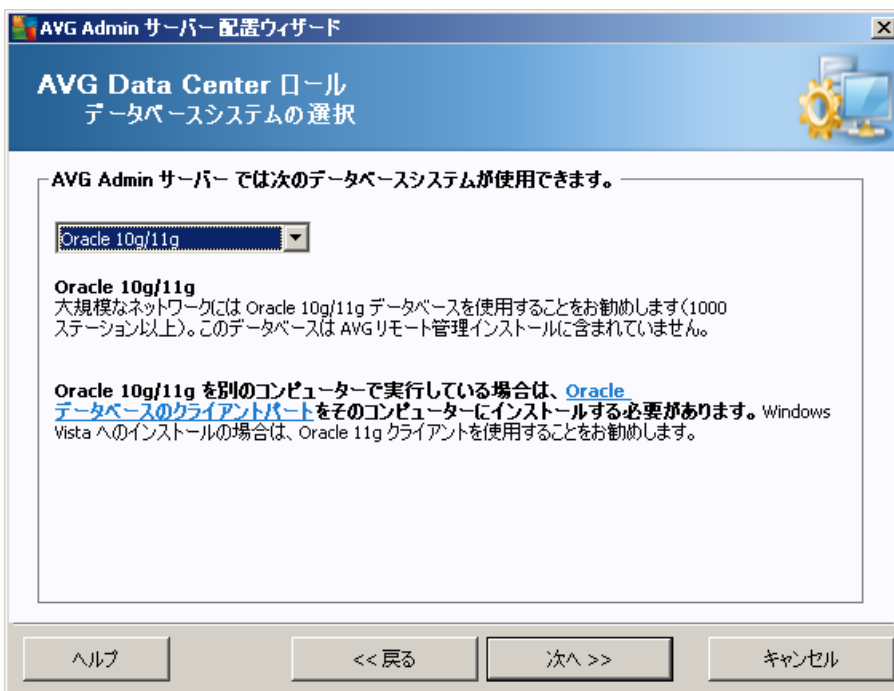 AVG Admin サーバー 配置ウィザード
AVG Data Center ロール
データベースシステムの選択
AVG Admin サーバー では次のデータベースシステムが使用できます。
Oracle 10g/11g
Oracle 10g/11g
大規模なネットワークには Oracle 10g/11g データベースを使用することをお勧めします(1000
ステーション以上)。このデータベースは AVG リモート管理インストールに含まれていません。
Oracle 10g/11g を別のコンピューターで実行している場合は、Oracle
データベースのクライアントパートをそのコンピューターにインストールする必要があります。Windows
Vista へのインストールの場合は、Oracle 11g クライアントを使用することをお勧めします。
ヘルプ
<< 戻る
次へ >>
キャンセル